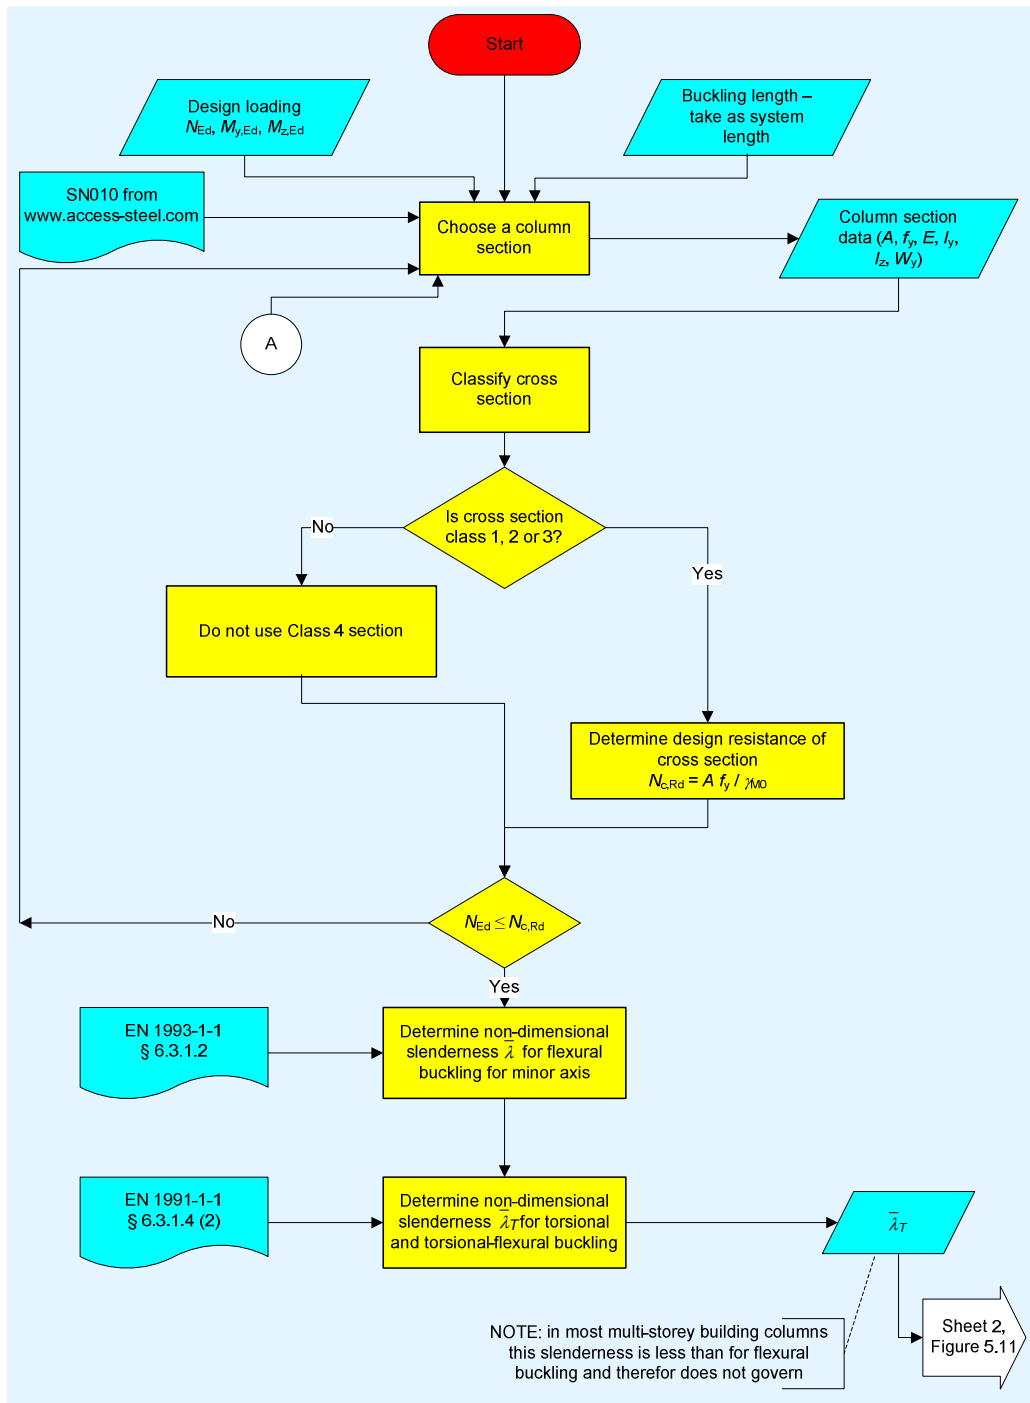 Start
Design loading
NEd, My,Ed, Mz,Ed
Buckling length –
take as system
length
SN010 from
www.access-steel.com
Choose a column
section
Column section
data (A, fy, E, Iy,
Iz, Wy)
A
Classify cross
section
Is cross section
class 1, 2 or 3?
No
Yes
Do not use Class 4 section
Determine design resistance of
cross section
Nc,Rd = A fy / γM0
NEd ≤ Nc,Rd
No
Yes
EN 1993-1-1
§ 6.3.1.2
Determine non-dimensional
slenderness λ̅ for flexural
buckling for minor axis
EN 1991-1-1
§ 6.3.1.4 (2)
Determine non-dimensional
slenderness λ̅T for torsional
and torsional-flexural buckling
λ̅T
NOTE: in most multi-storey building columns
this slenderness is less than for flexural
buckling and therefor does not govern
Sheet 2,
Figure 5.11